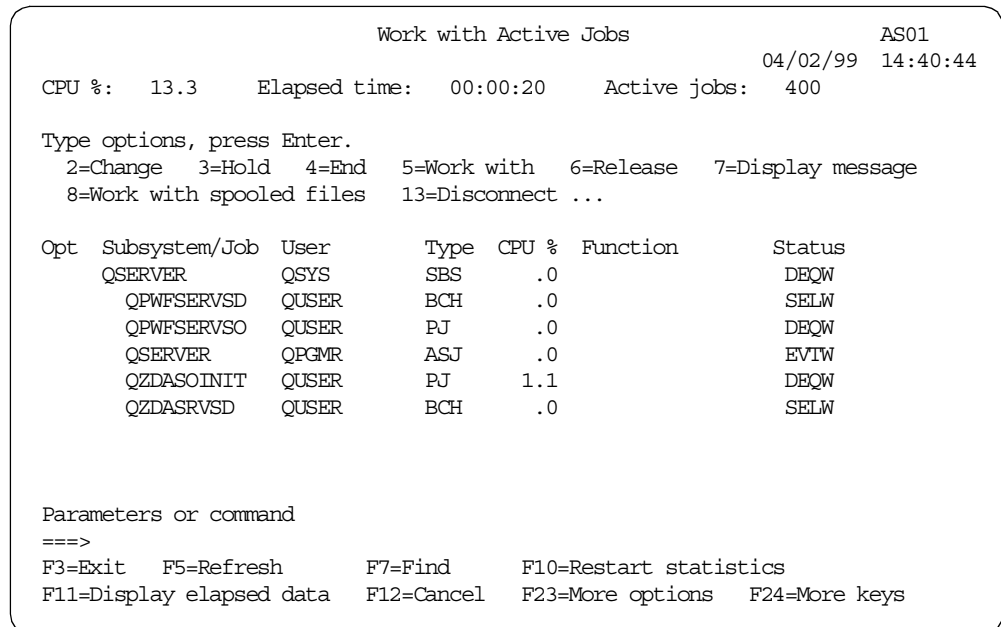 Work with Active Jobs AS01
04/02/99 14:40:44
CPU %: 13.3 Elapsed time: 00:00:20 Active jobs: 400
Type options, press Enter.
2=Change 3=Hold 4=End 5=Work with 6=Release 7=Display message
8=Work with spooled files 13=Disconnect ...
Opt Subsystem/Job User Type CPU % Function Status
QSERVER QSYS SBS .0 DEQW
QPWFSERVSD QUSER BCH .0 SELW
QPWFSERVSO QUSER PJ .0 DEQW
QSERVER QPGMR ASJ .0 EVTW
QZDASOINIT QUSER PJ 1.1 DEQW
QZDASRVSD QUSER BCH .0 SELW
Parameters or command
===>
F3=Exit F5=Refresh F7=Find F10=Restart statistics
F11=Display elapsed data F12=Cancel F23=More options F24=More keys